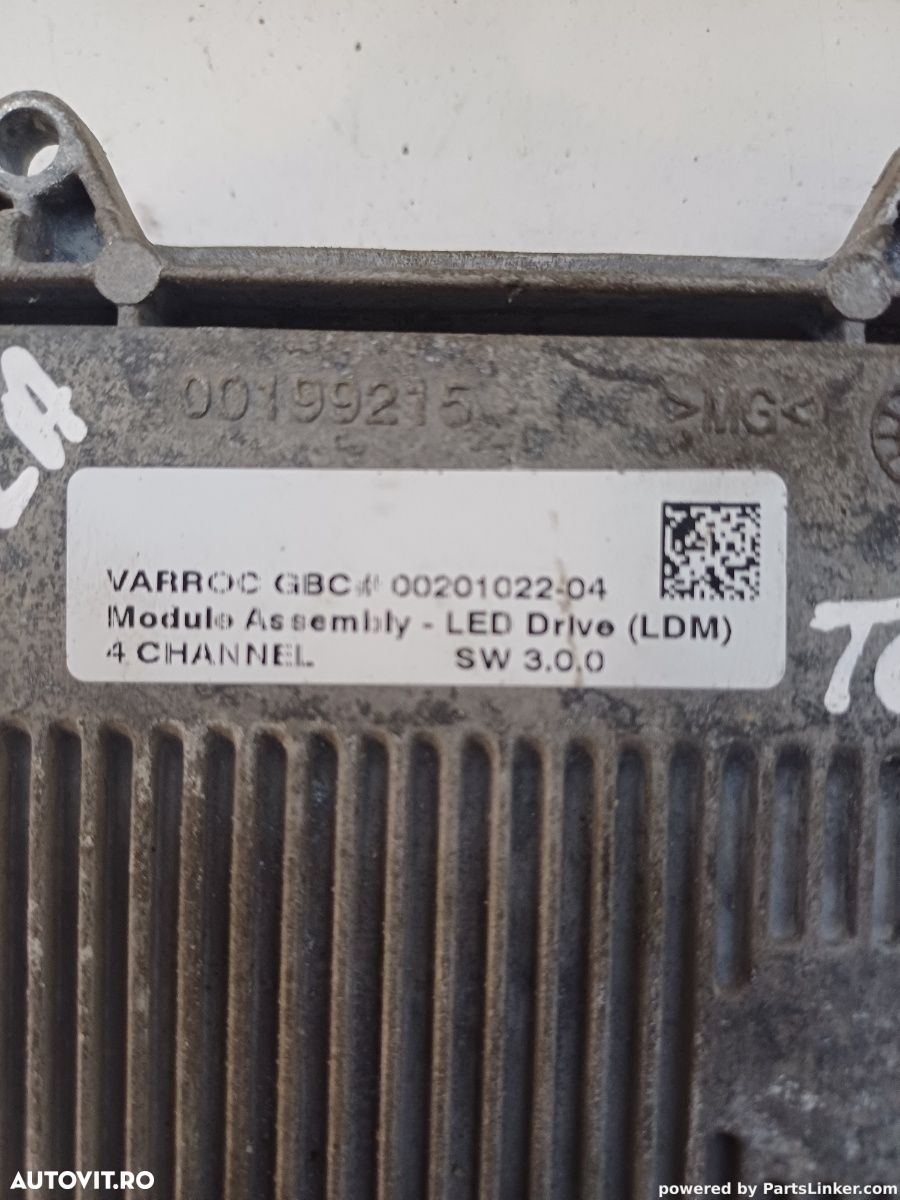 00199215 >MG<
VARROC GBC# 00201022-04
Module Assembly - LED Drive (LDM)
4 CHANNEL SW 3.0.0
AUTOVIT.RO
powered by PartsLinker.com